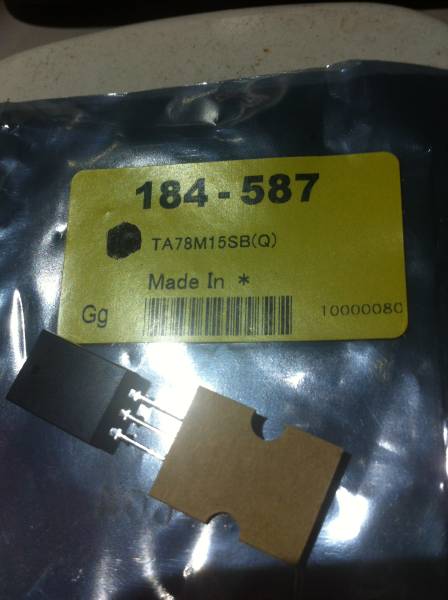 184-587
TA78M15SB(Q)
Made In *
Gg
10000080